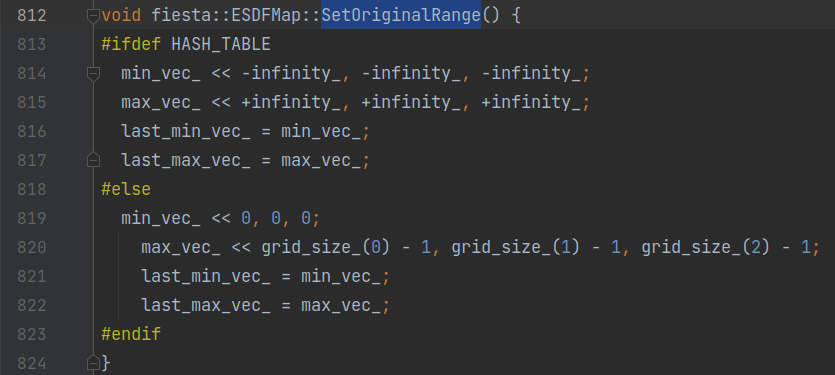 812 void fiesta::ESDFMap::SetOriginalRange() {
813 #ifdef HASH_TABLE
814 min_vec_ << -infinity_, -infinity_, -infinity_;
815 max_vec_ << +infinity_, +infinity_, +infinity_;
816 last_min_vec_ = min_vec_;
817 last_max_vec_ = max_vec_;
818 #else
819 min_vec_ << 0, 0, 0;
820 max_vec_ << grid_size_(0) - 1, grid_size_(1) - 1, grid_size_(2) - 1;
821 last_min_vec_ = min_vec_;
822 last_max_vec_ = max_vec_;
823 #endif
824 }